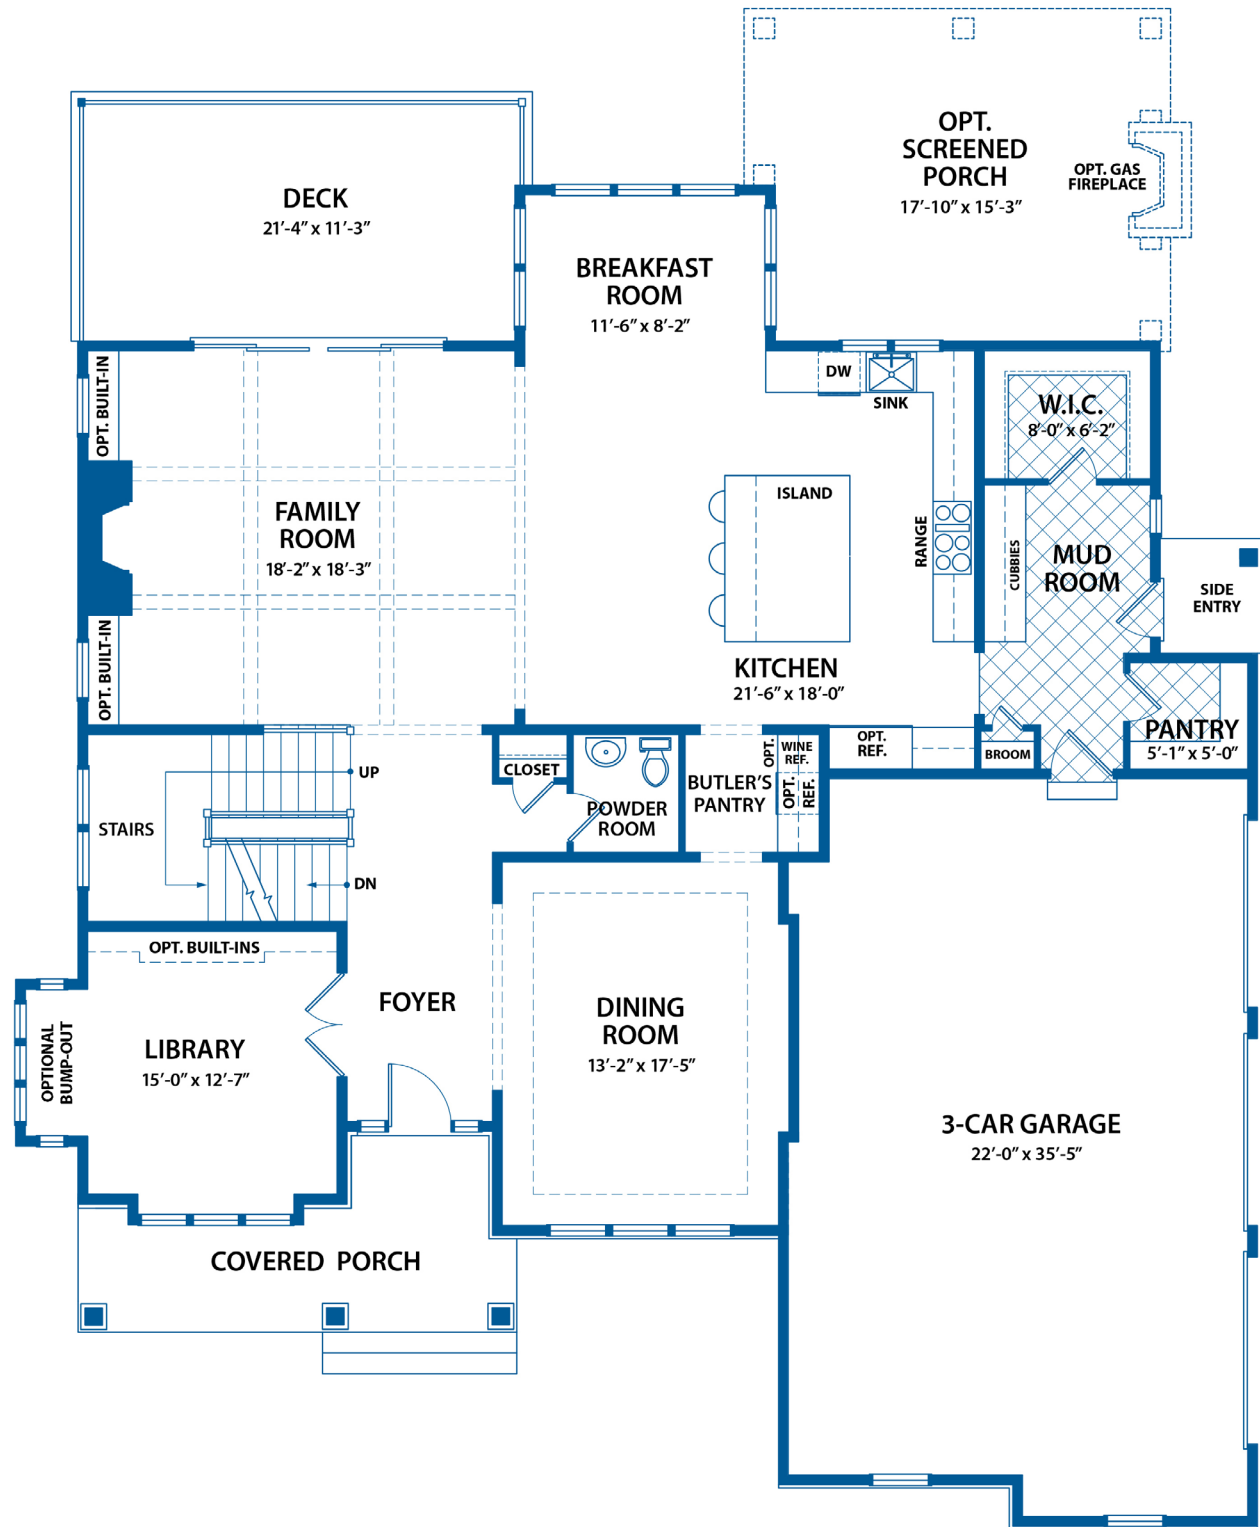 OPT.
SCREENED
PORCH
17'-10" x 15'-3"
OPT. GAS
FIREPLACE
DECK
21'-4" x 11'-3"
BREAKFAST
ROOM
11'-6" x 8'-2"
OPT. BUILT-IN
DW
SINK
W.I.C.
8'-0" x 6'-2"
FAMILY
ROOM
18'-2" x 18'-3"
ISLAND
RANGE
CUBBIES
MUD
ROOM
SIDE
ENTRY
OPT. BUILT-IN
KITCHEN
21'-6" x 18'-0"
PANTRY
5'-1" x 5'-0"
OPT.
REF.
BROOM
OPT.
WINE
REF.
OPT.
REF.
BUTLER'S
PANTRY
CLOSET
POWDER
ROOM
UP
STAIRS
DN
OPT. BUILT-INS
FOYER
DINING
ROOM
13'-2" x 17'-5"
LIBRARY
15'-0" x 12'-7"
OPTIONAL
BUMP-OUT
3-CAR GARAGE
22'-0" x 35'-5"
COVERED PORCH